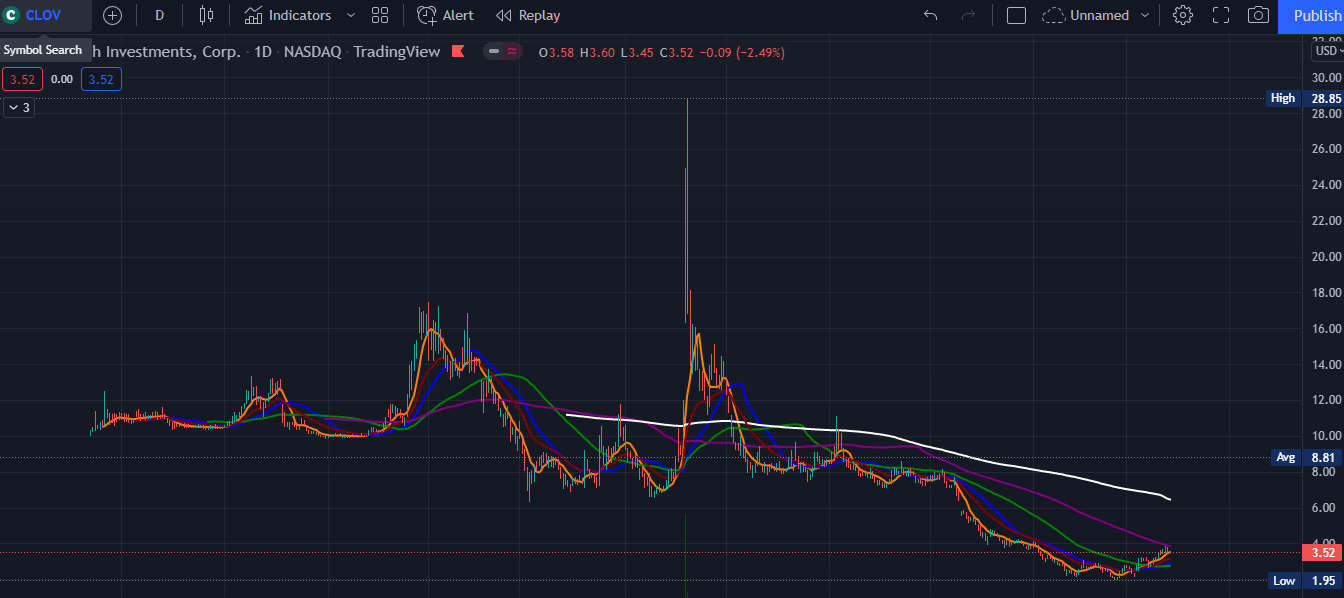 C CLOV D Indicators Alert Replay Unnamed Publish
Symbol Search h Investments, Corp. · 1D · NASDAQ · TradingView O3.58 H3.60 L3.45 C3.52 −0.09 (−2.49%) USD
3.52 0.00 3.52
3
30.00
High 28.85
28.00
26.00
24.00
22.00
20.00
18.00
16.00
14.00
12.00
10.00
Avg 8.81
8.00
6.00
4.00
3.52
Low 1.95